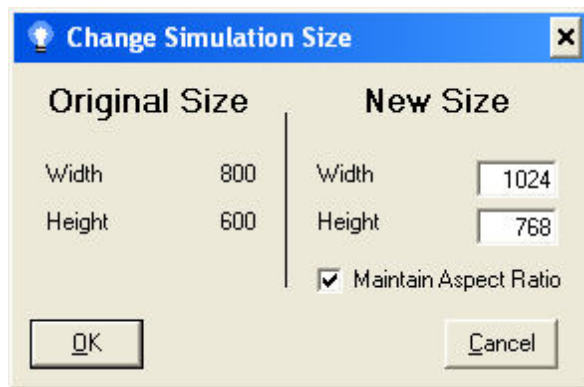 Change Simulation Size
Original Size
Width 800
Height 600
New Size
Width 1024
Height 768
Maintain Aspect Ratio
OK
Cancel